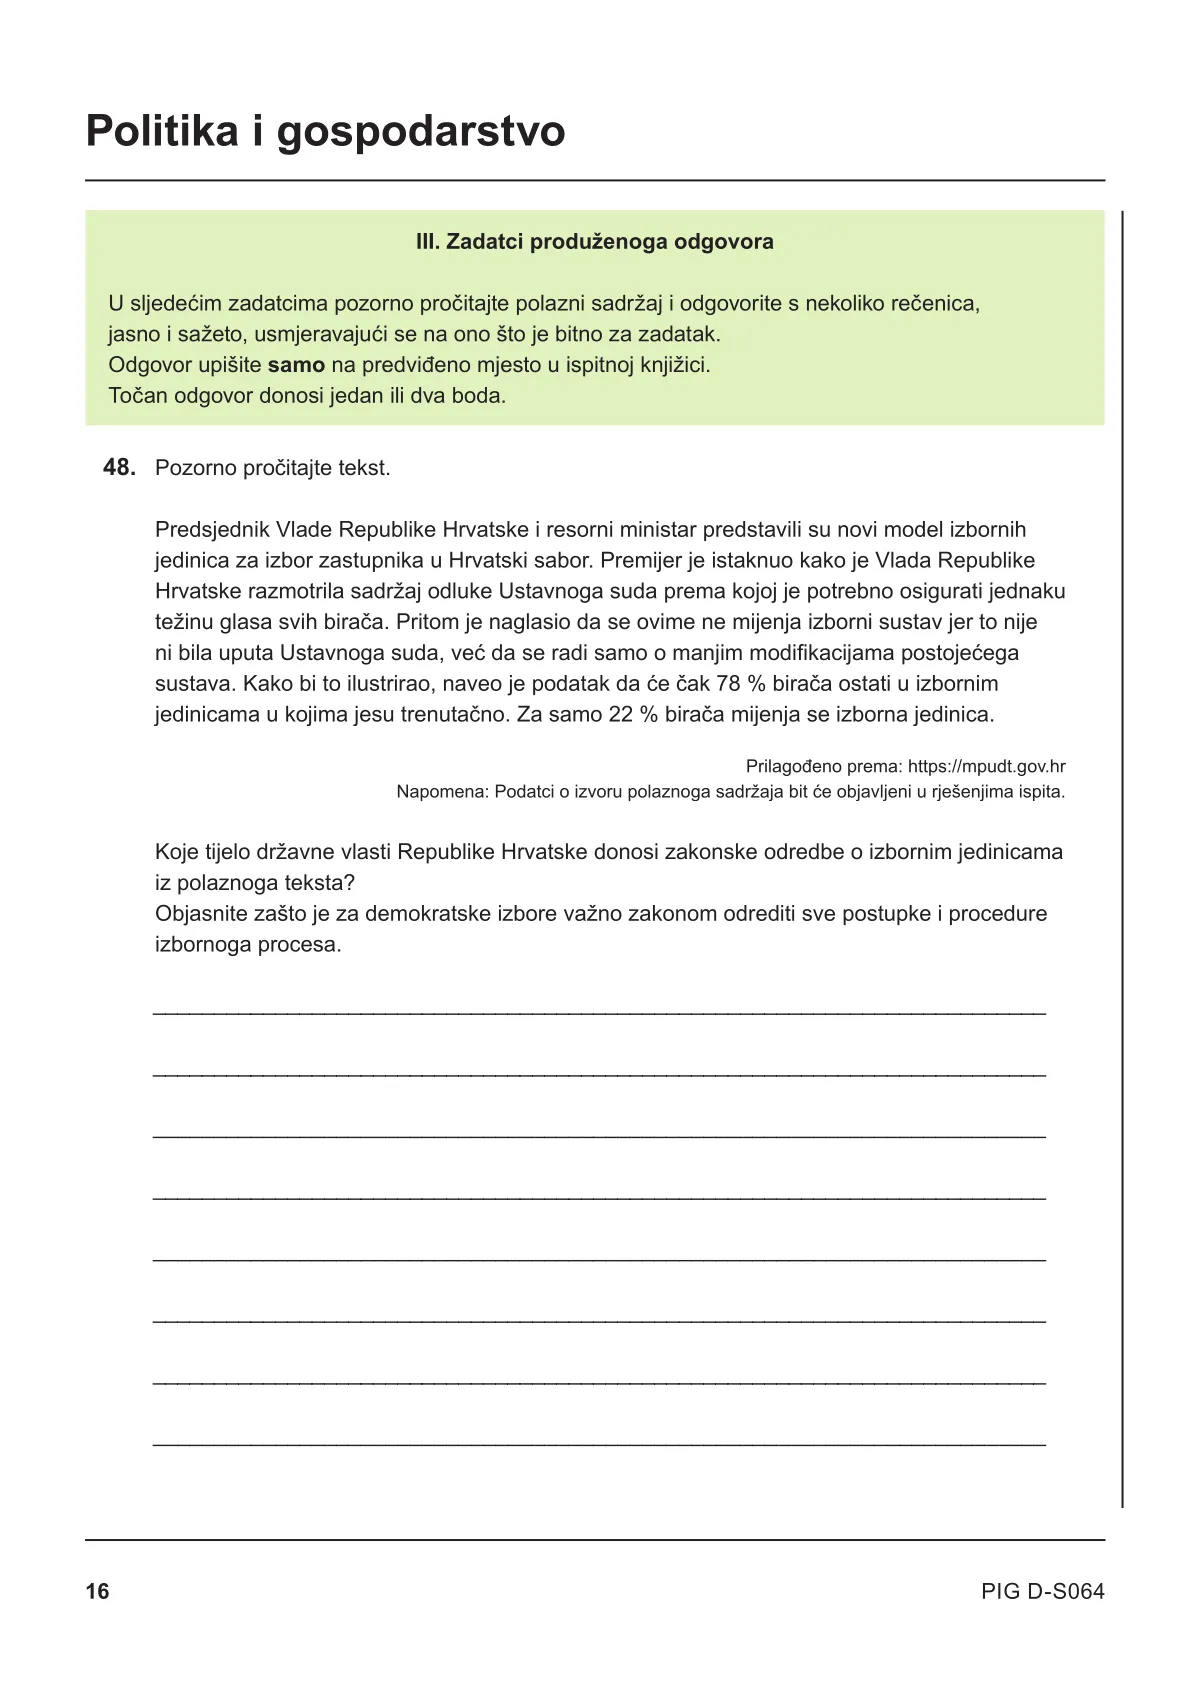 Politika i gospodarstvo
III. Zadatci produženoga odgovora
U sljedećim zadatcima pozorno pročitajte polazni sadržaj i odgovorite s nekoliko rečenica,
jasno i sažeto, usmjeravajući se na ono što je bitno za zadatak.
Odgovor upišite samo na predviđeno mjesto u ispitnoj knjižici.
Točan odgovor donosi jedan ili dva boda.
48. Pozorno pročitajte tekst.
Predsjednik Vlade Republike Hrvatske i resorni ministar predstavili su novi model izbornih
jedinica za izbor zastupnika u Hrvatski sabor. Premijer je istaknuo kako je Vlada Republike
Hrvatske razmotrila sadržaj odluke Ustavnoga suda prema kojoj je potrebno osigurati jednaku
težinu glasa svih birača. Pritom je naglasio da se ovime ne mijenja izborni sustav jer to nije
ni bila uputa Ustavnoga suda, već da se radi samo o manjim modifikacijama postojećega
sustava. Kako bi to ilustrirao, naveo je podatak da će čak 78 % birača ostati u izbornim
jedinicama u kojima jesu trenutačno. Za samo 22 % birača mijenja se izborna jedinica.
Prilagođeno prema: https://mpudt.gov.hr
Napomena: Podatci o izvoru polaznoga sadržaja bit će objavljeni u rješenjima ispita.
Koje tijelo državne vlasti Republike Hrvatske donosi zakonske odredbe o izbornim jedinicama
iz polaznoga teksta?
Objasnite zašto je za demokratske izbore važno zakonom odrediti sve postupke i procedure
izbornoga procesa.
16
PIG D-S064